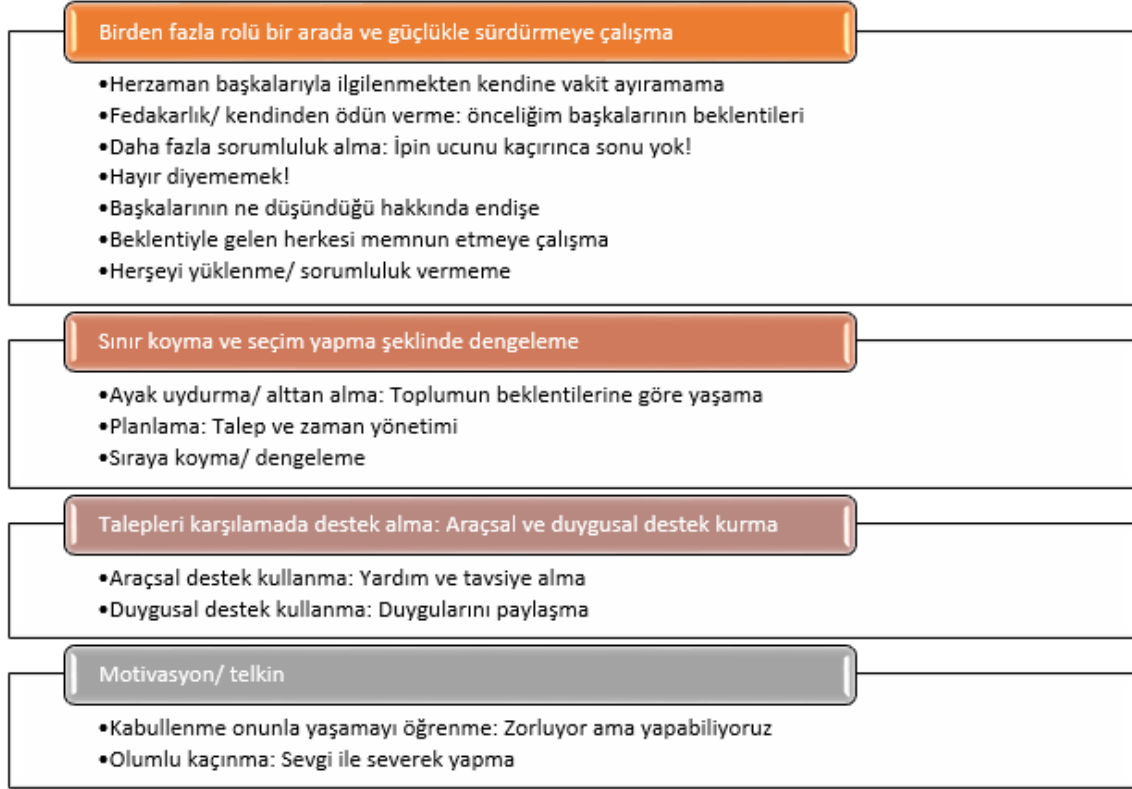 Birden fazla rolü bir arada ve güçlükle sürdürmeye çalışma
•Herzaman başkalarıyla ilgilenmekten kendine vakit ayıramama
•Fedakarlık/ kendinden ödün verme: önceliğim başkalarının beklentileri
•Daha fazla sorumluluk alma: İpin ucunu kaçırınca sonu yok!
•Hayır diyememek!
•Başkalarının ne düşündüğü hakkında endişe
•Beklentiyle gelen herkesi memnun etmeye çalışma
•Herşeyi yüklenme/ sorumluluk vermeme
Sınır koyma ve seçim yapma şeklinde dengeleme
•Ayak uydurma/ alttan alma: Toplumun beklentilerine göre yaşama
•Planlama: Talep ve zaman yönetimi
•Sıraya koyma/ dengeleme
Talepleri karşılamada destek alma: Araçsal ve duygusal destek kurma
•Araçsal destek kullanma: Yardım ve tavsiye alma
•Duygusal destek kullanma: Duygularını paylaşma
Motivasyon/ telkin
•Kabullenme onunla yaşamayı öğrenme: Zorluyor ama yapabiliyoruz
•Olumlu kaçınma: Sevgi ile severek yapma